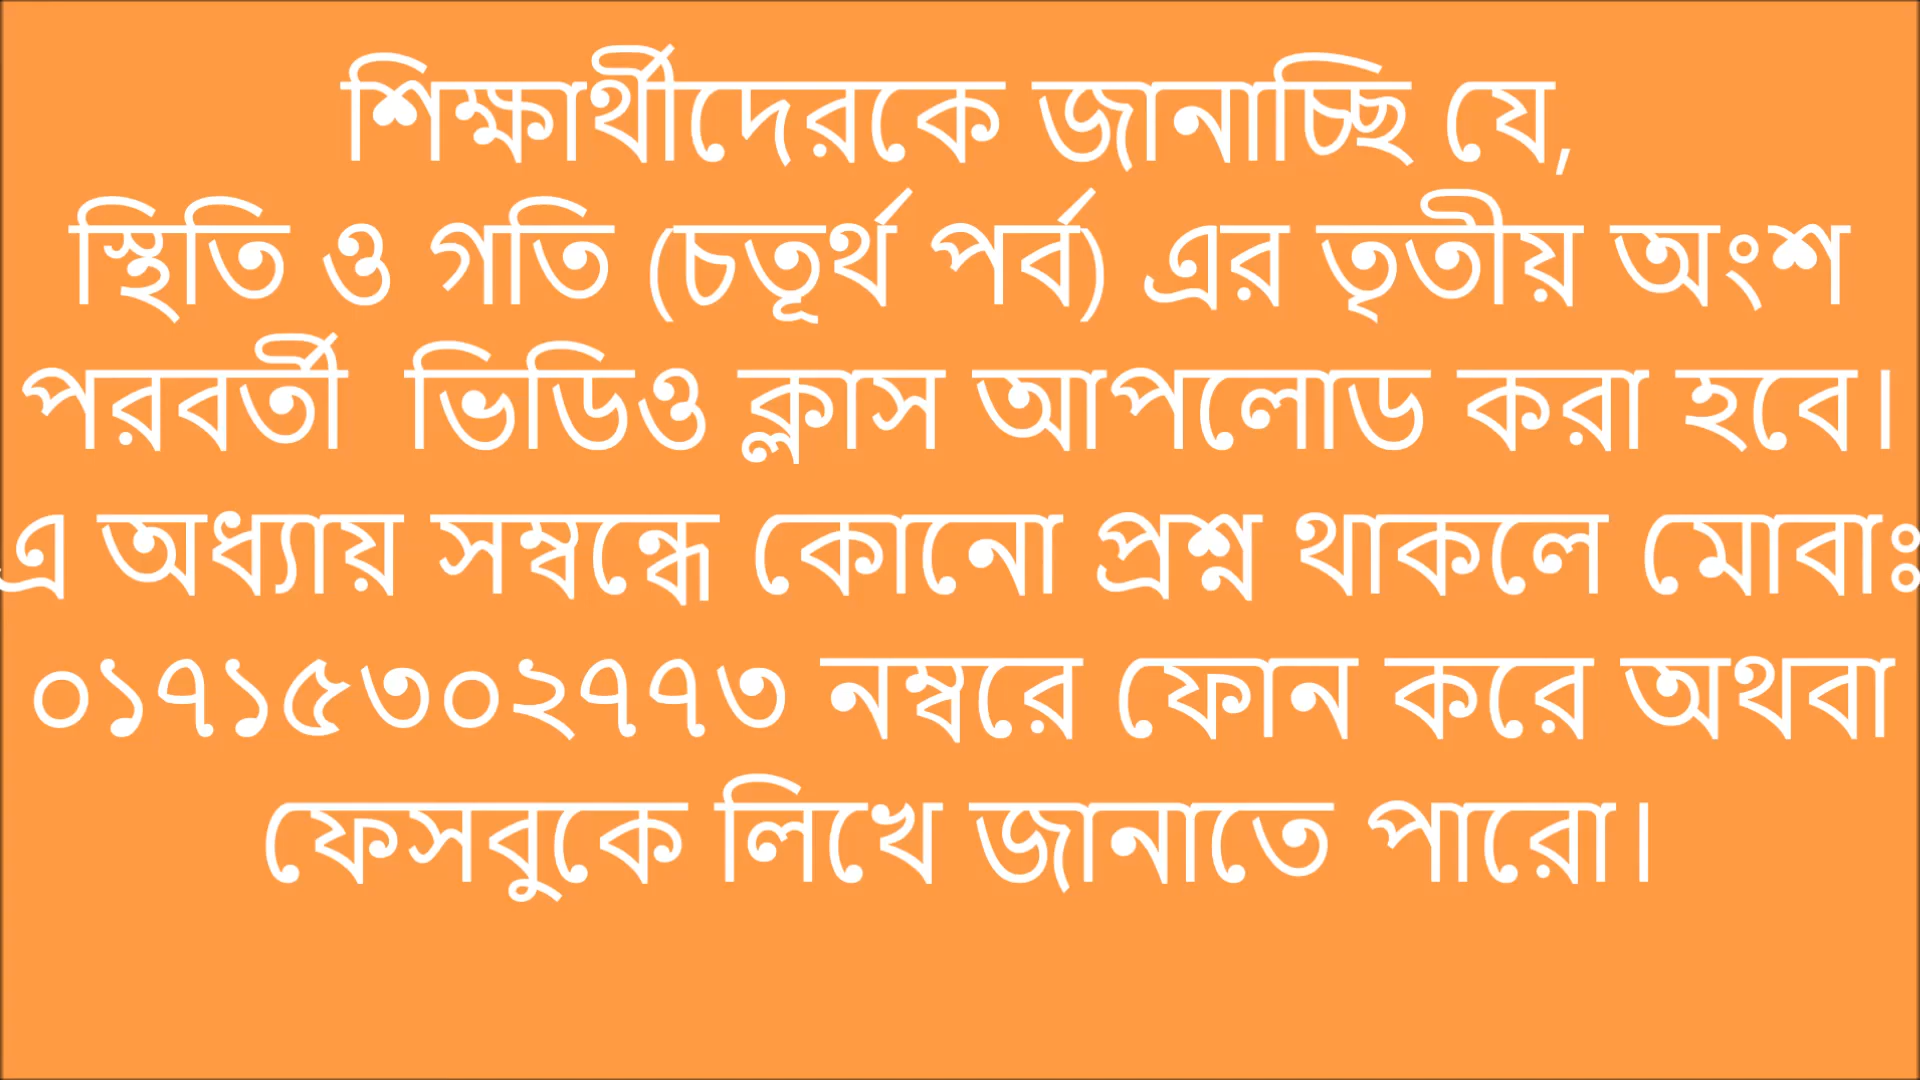 শিক্ষার্থীদেরকে জানাচ্ছি যে,
স্থিতি ও গতি (চতূর্থ পর্ব) এর তৃতীয় অংশ
পরবর্তী ভিডিও ক্লাস আপলোড করা হবে।
এ অধ্যায় সম্বন্ধে কোনো প্রশ্ন থাকলে মোবাঃ
০১৭১৫৩০২৭৭৩ নম্বরে ফোন করে অথবা
ফেসবুকে লিখে জানাতে পারো।